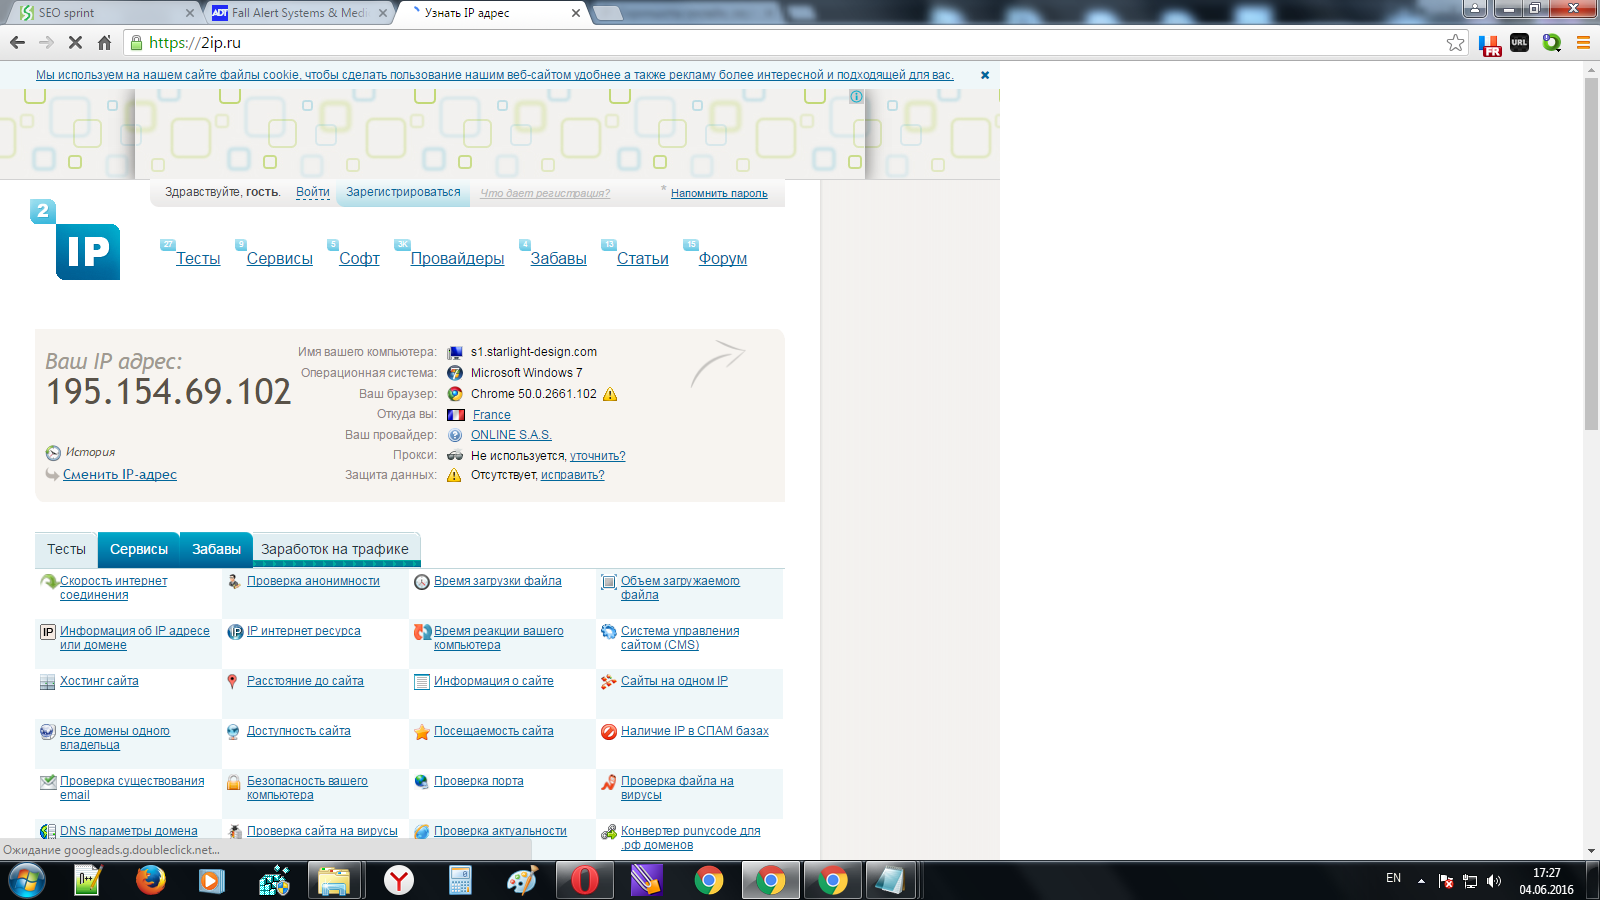 SEO sprint
ADT Fall Alert Systems & Medi
Узнать IP адрес
https://2ip.ru
FR
URL
Мы используем на нашем сайте файлы cookie, чтобы сделать пользование нашим веб-сайтом удобнее а также рекламу более интересной и подходящей для вас.
Здравствуйте, гость. Войти Зарегистрироваться Что дает регистрация? * Напомнить пароль
2
IP
27 Тесты 9 Сервисы 5 Софт 3K Провайдеры 4 Забавы 13 Статьи 15 Форум
Ваш IP адрес:
195.154.69.102
История
Сменить IP-адрес
Имя вашего компьютера: s1.starlight-design.com
Операционная система: Microsoft Windows 7
Ваш браузер: Chrome 50.0.2661.102
Откуда вы: France
Ваш провайдер: ONLINE S.A.S.
Прокси: Не используется, уточнить?
Защита данных: Отсутствует, исправить?
Тесты Сервисы Забавы Заработок на трафике
Скорость интернет соединения
Проверка анонимности
Время загрузки файла
Объем загружаемого файла
IP Информация об IP адресе или домене
IP IP интернет ресурса
Время реакции вашего компьютера
Система управления сайтом (CMS)
Хостинг сайта
Расстояние до сайта
Информация о сайте
Сайты на одном IP
Все домены одного владельца
Доступность сайта
Посещаемость сайта
Наличие IP в СПАМ базах
Проверка существования email
Безопасность вашего компьютера
Проверка порта
Проверка файла на вирусы
DNS параметры домена
Проверка сайта на вирусы
Проверка актуальности
Конвертер punycode для .рф доменов
Ожидание googleads.g.doubleclick.net...
EN
17:27
04.06.2016